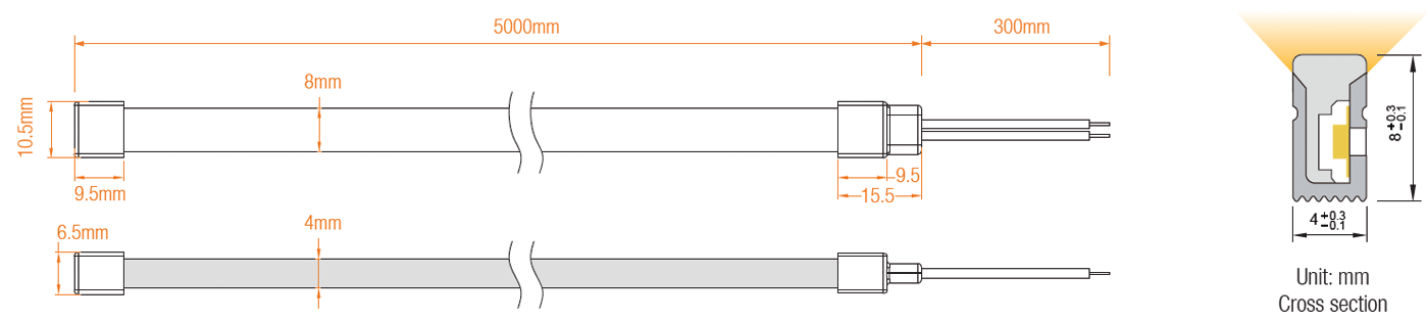 5000mm
300mm
8mm
10.5mm
9.5mm
9.5
15.5
6.5mm
4mm
8 +0.3 -0.1
4 +0.3 -0.1
Unit: mm
Cross section